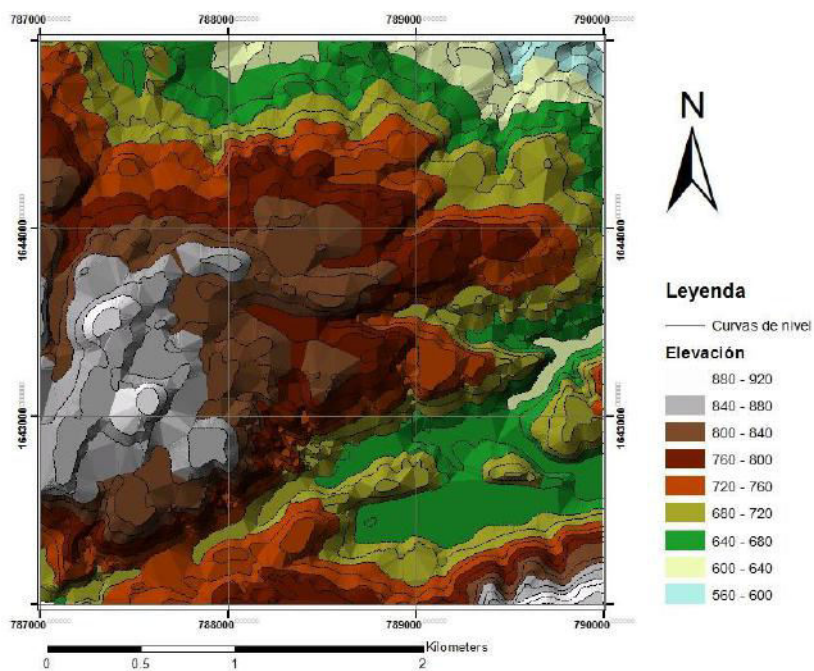 787000 788000 789000 790000
1644000 1644000
1643000 1643000
787000 788000 789000 790000
N
Leyenda
Curvas de nivel
Elevación
880 - 920
840 - 880
800 - 840
760 - 800
720 - 760
680 - 720
640 - 680
600 - 640
560 - 600
Kilometers
0 0.5 1 2